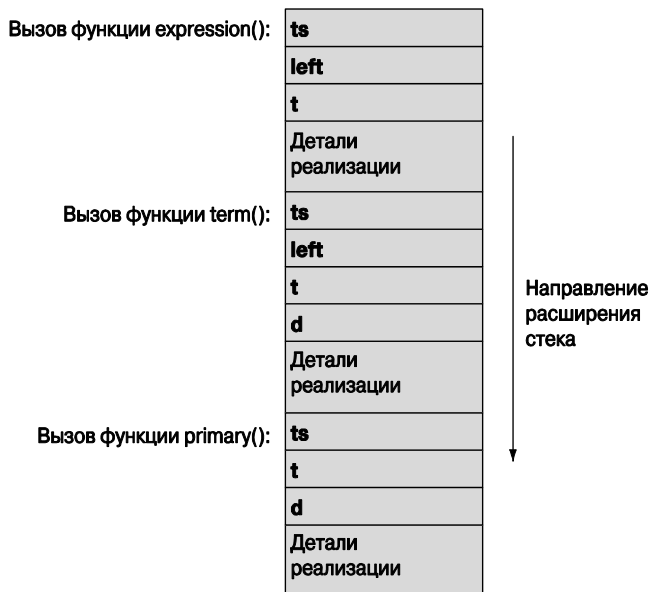 Вызов функции expression(): ts
left
t
Детали
реализации
Вызов функции term(): ts
left
t
d
Детали
реализации
Направление
расширения
стека
Вызов функции primary(): ts
t
d
Детали
реализации